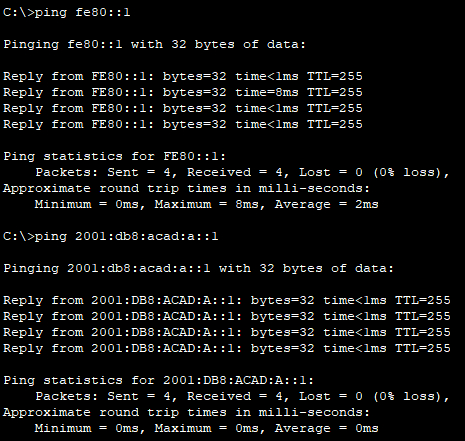 C:\>ping fe80::1
Pinging fe80::1 with 32 bytes of data:
Reply from FE80::1: bytes=32 time<1ms TTL=255
Reply from FE80::1: bytes=32 time=8ms TTL=255
Reply from FE80::1: bytes=32 time<1ms TTL=255
Reply from FE80::1: bytes=32 time<1ms TTL=255
Ping statistics for FE80::1:
    Packets: Sent = 4, Received = 4, Lost = 0 (0% loss),
Approximate round trip times in milli-seconds:
    Minimum = 0ms, Maximum = 8ms, Average = 2ms
C:\>ping 2001:db8:acad:a::1
Pinging 2001:db8:acad:a::1 with 32 bytes of data:
Reply from 2001:DB8:ACAD:A::1: bytes=32 time<1ms TTL=255
Reply from 2001:DB8:ACAD:A::1: bytes=32 time<1ms TTL=255
Reply from 2001:DB8:ACAD:A::1: bytes=32 time<1ms TTL=255
Reply from 2001:DB8:ACAD:A::1: bytes=32 time<1ms TTL=255
Ping statistics for 2001:DB8:ACAD:A::1:
    Packets: Sent = 4, Received = 4, Lost = 0 (0% loss),
Approximate round trip times in milli-seconds:
    Minimum = 0ms, Maximum = 0ms, Average = 0ms